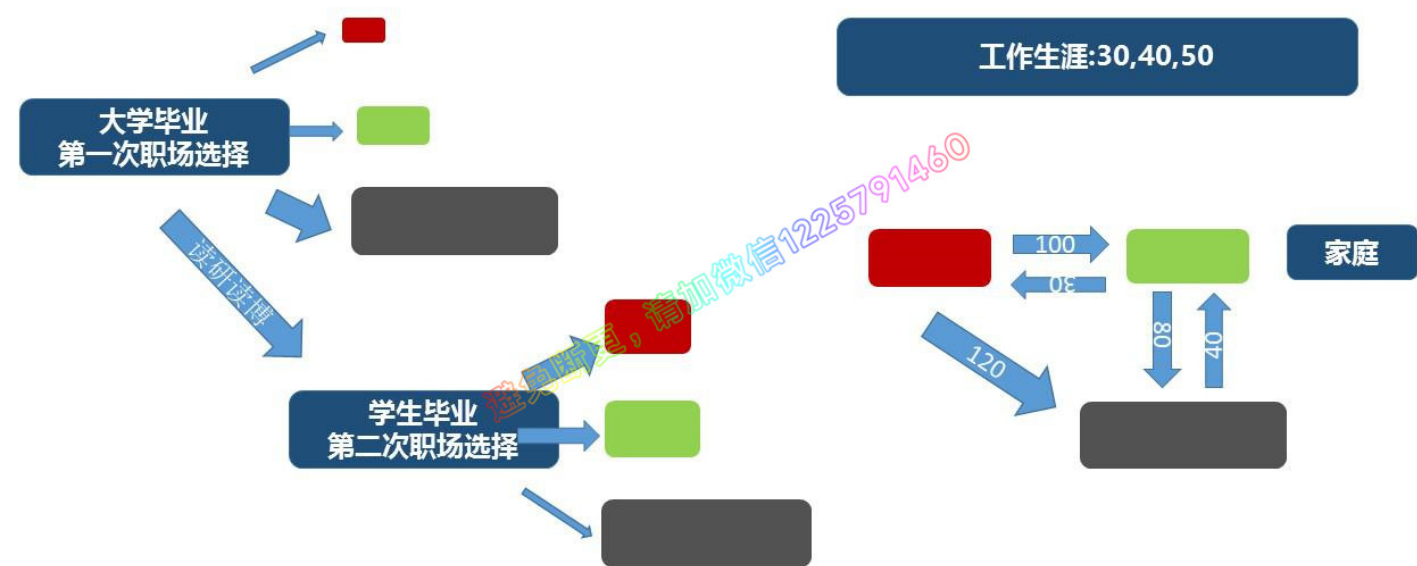 大学毕业
第一次职场选择
读研读博
学生毕业
第二次职场选择
工作生涯:30,40,50
100
30
家庭
80
40
120
避免断更，请加微信1225791460